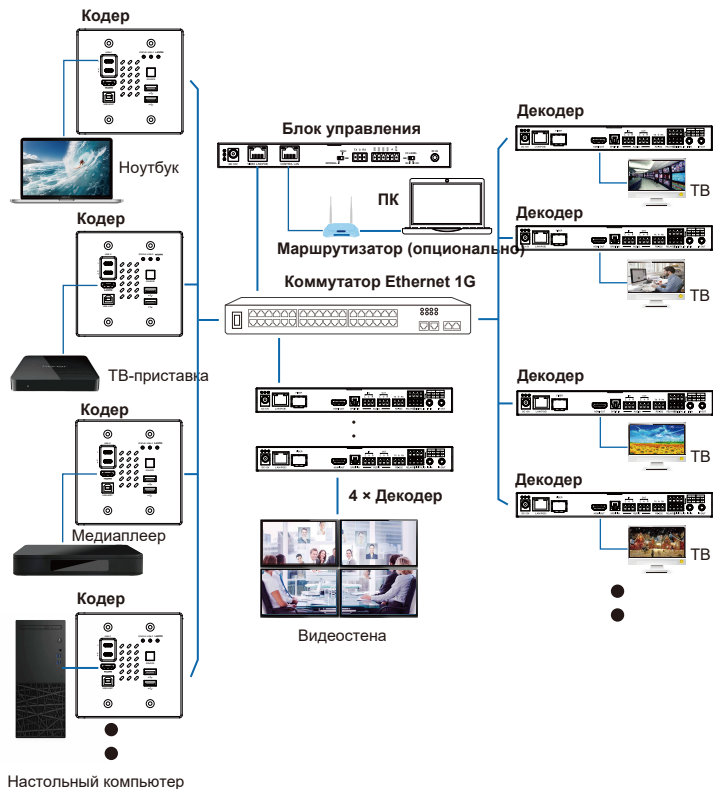 Кодер
Ноутбук
Кодер
ТВ-приставка
Кодер
Медиаплеер
Кодер
Настольный компьютер
Блок управления
ПК
Маршрутизатор (опционально)
Коммутатор Ethernet 1G
4 × Декодер
Видеостена
Декодер
ТВ
Декодер
ТВ
Декодер
ТВ
Декодер
ТВ